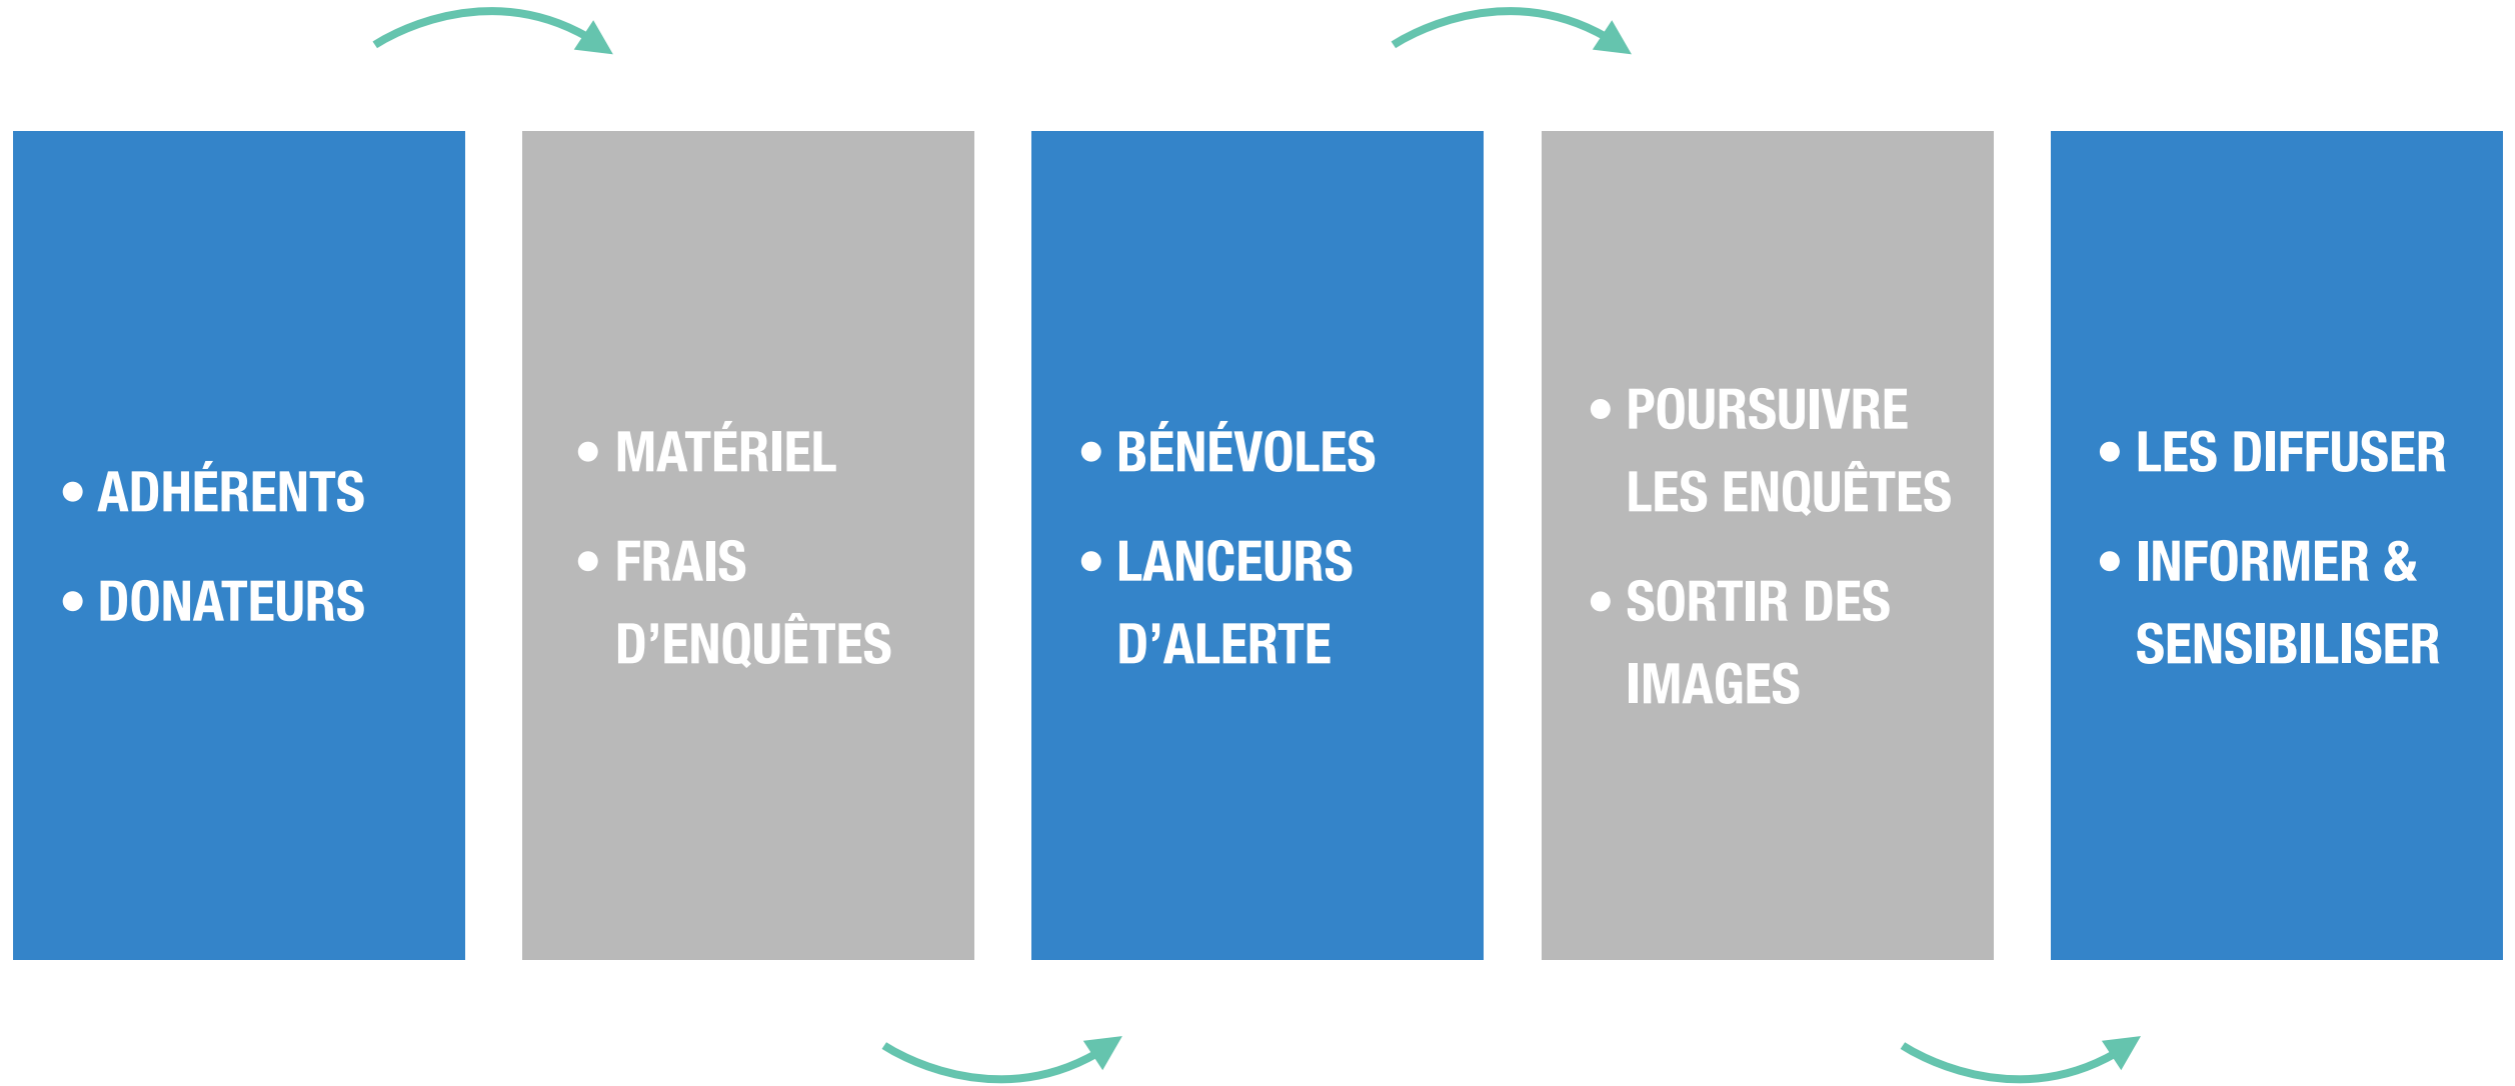 • ADHÉRENTS
• DONATEURS
• MATÉRIEL
• FRAIS
D’ENQUÊTES
• BÉNÉVOLES
• LANCEURS
D’ALERTE
• POURSUIVRE
LES ENQUÊTES
• SORTIR DES
IMAGES
• LES DIFFUSER
• INFORMER &
SENSIBILISER